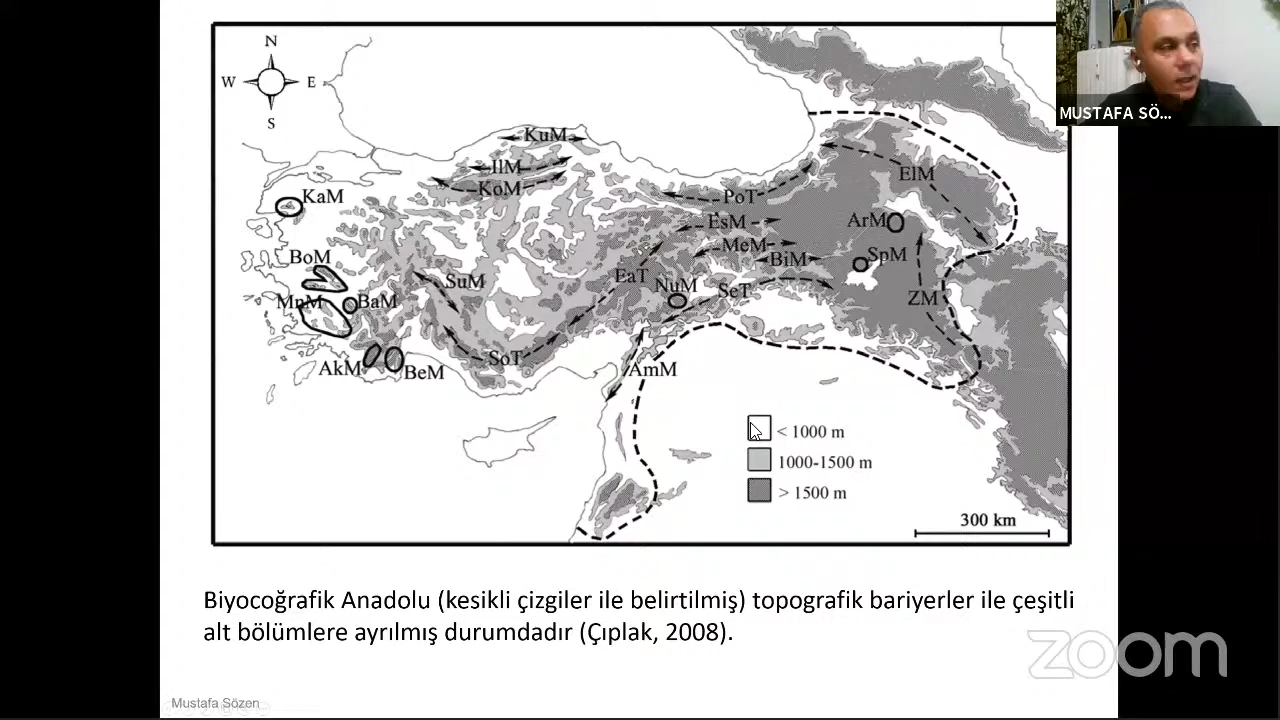 N
W
E
S
KuM
IlM
KoM
KaM
PoT
ElM
EsM
ArM
MeM
BiM
SpM
BoM
SuM
EaT
NuM
SeT
MnM
BaM
ZM
SoT
AkM
BeM
AmM
< 1000 m
1000-1500 m
> 1500 m
300 km
MUSTAFA SÖ...
Biyocoğrafik Anadolu (kesikli çizgiler ile belirtilmiş) topografik bariyerler ile çeşitli
alt bölümlere ayrılmış durumdadır (Çıplak, 2008).
zoom
Mustafa Sözen